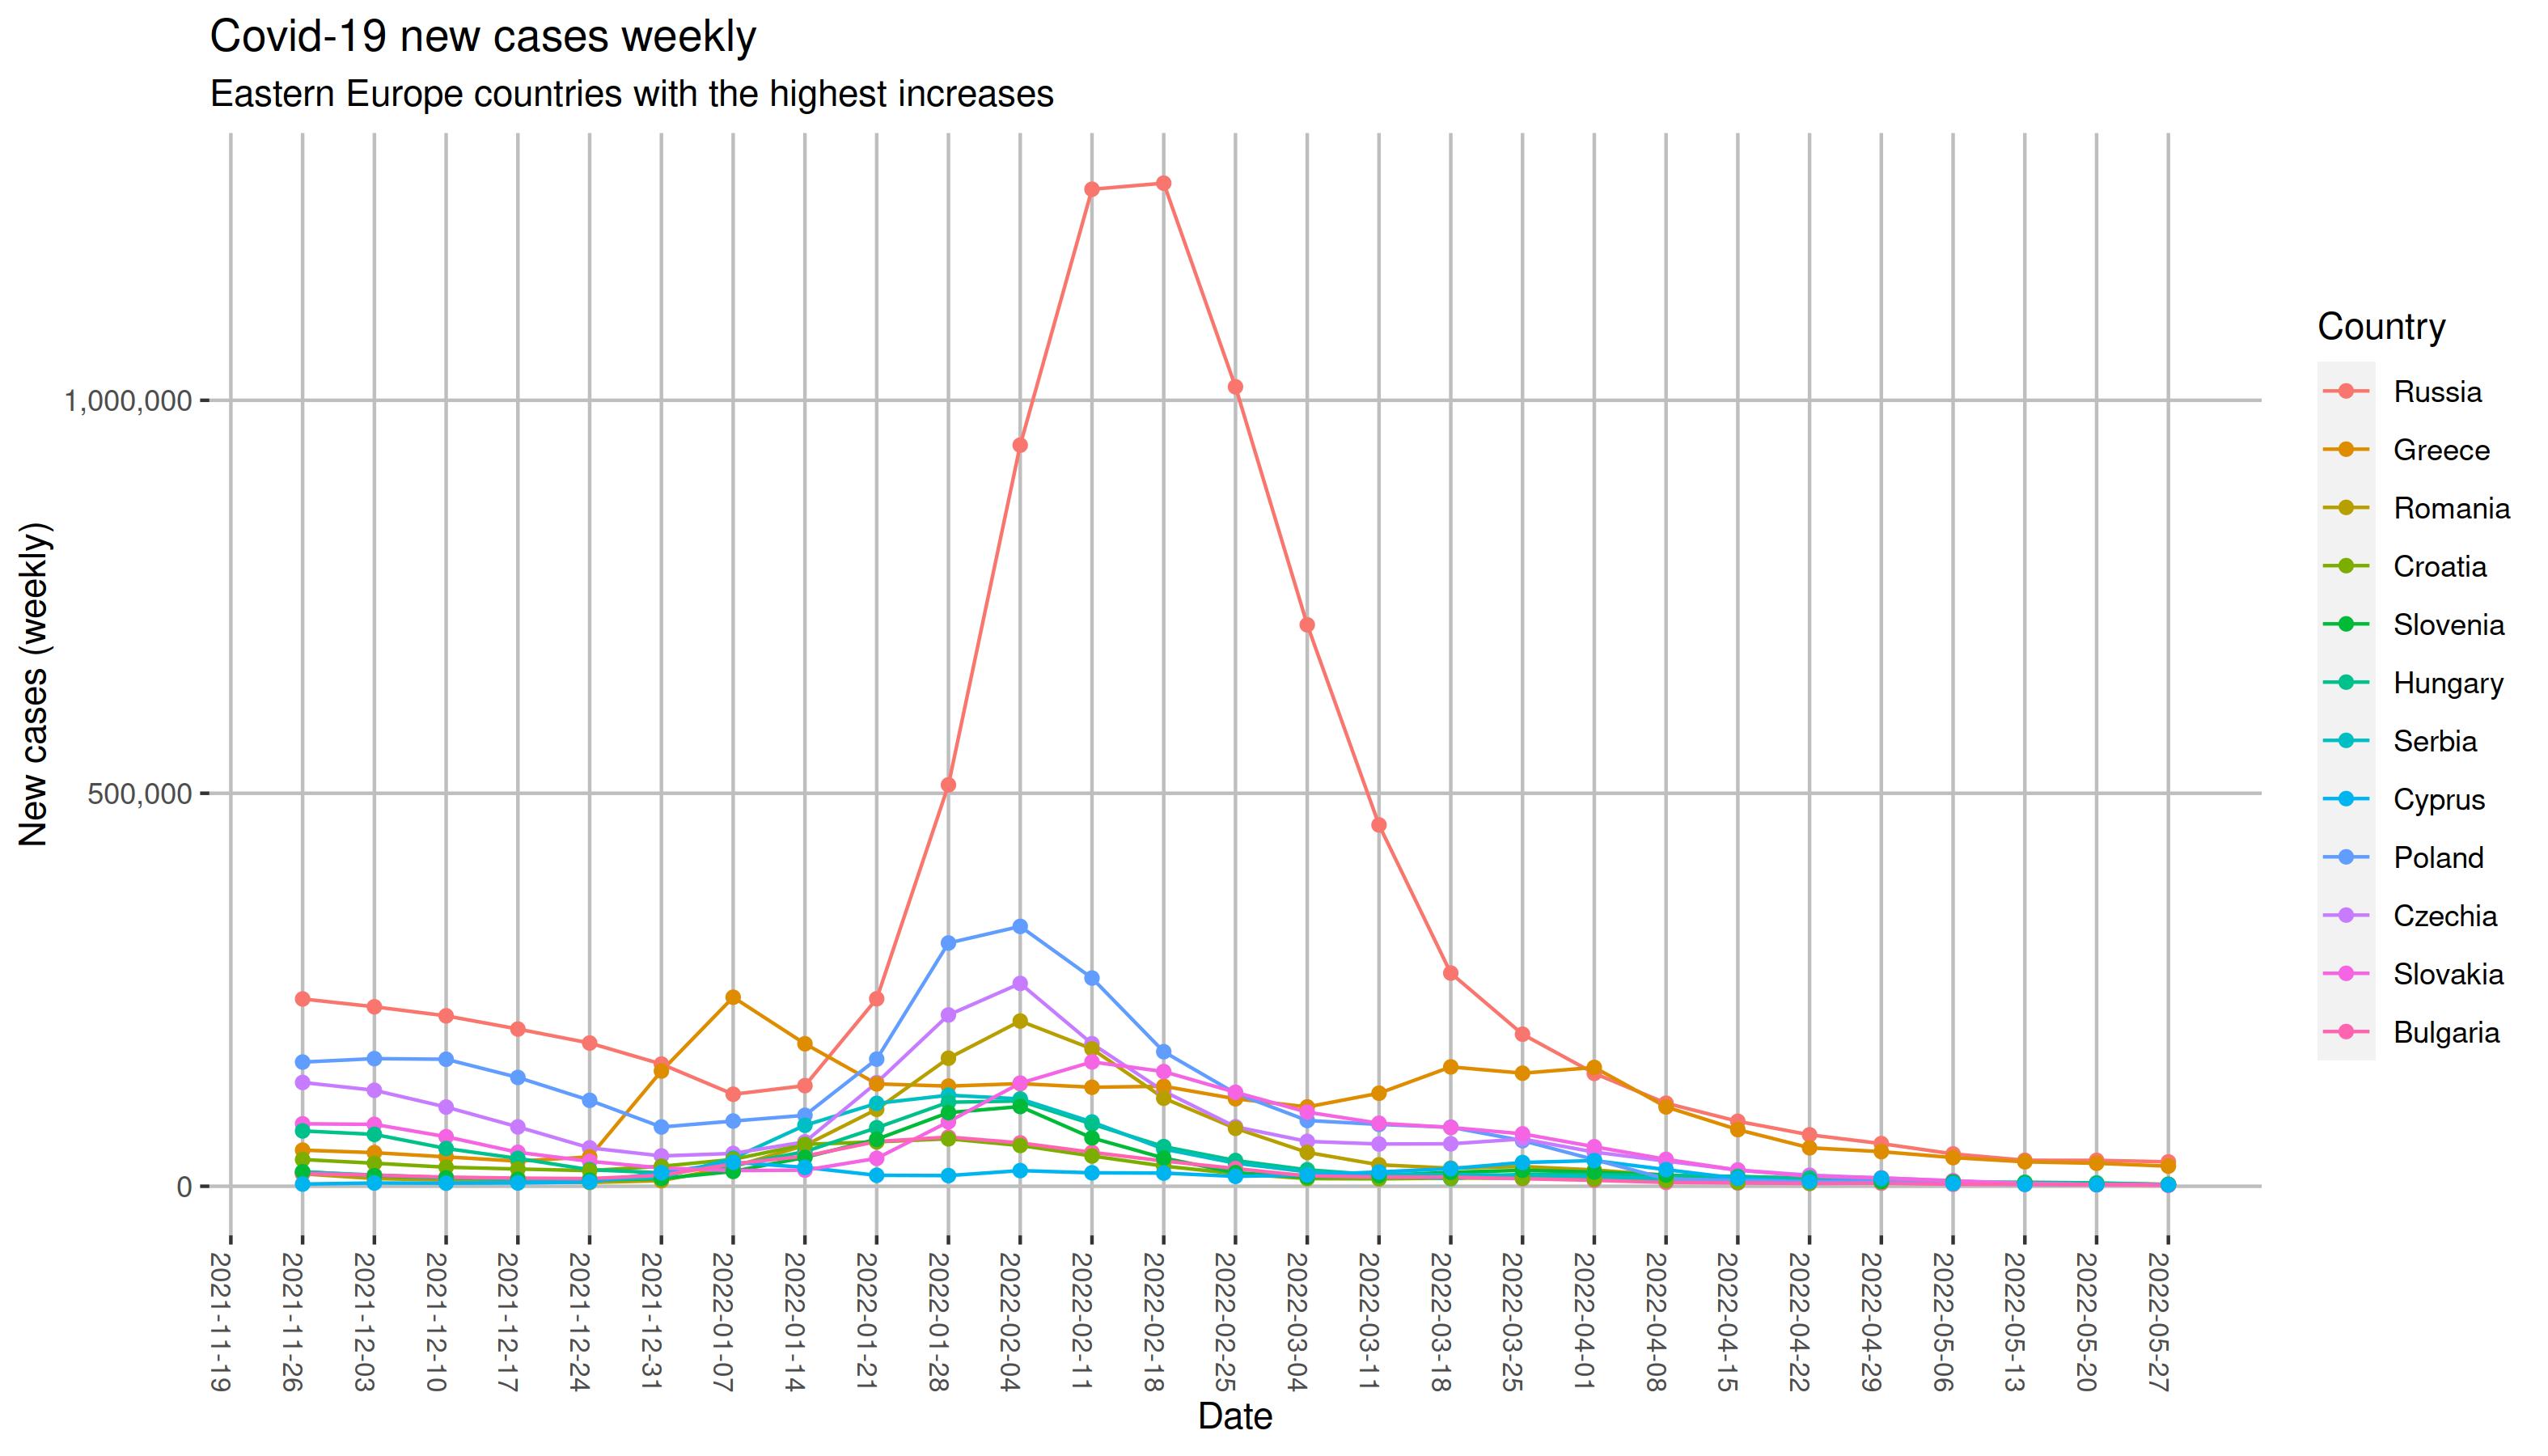 Covid-19 new cases weekly
Eastern Europe countries with the highest increases
New cases (weekly)
1,000,000
500,000
0
2021-11-19
2021-11-26
2021-12-03
2021-12-10
2021-12-17
2021-12-24
2021-12-31
2022-01-07
2022-01-14
2022-01-21
2022-01-28
2022-02-04
2022-02-11
2022-02-18
2022-02-25
2022-03-04
2022-03-11
2022-03-18
2022-03-25
2022-04-01
2022-04-08
2022-04-15
2022-04-22
2022-04-29
2022-05-06
2022-05-13
2022-05-20
2022-05-27
Date
Country
Russia
Greece
Romania
Croatia
Slovenia
Hungary
Serbia
Cyprus
Poland
Czechia
Slovakia
Bulgaria